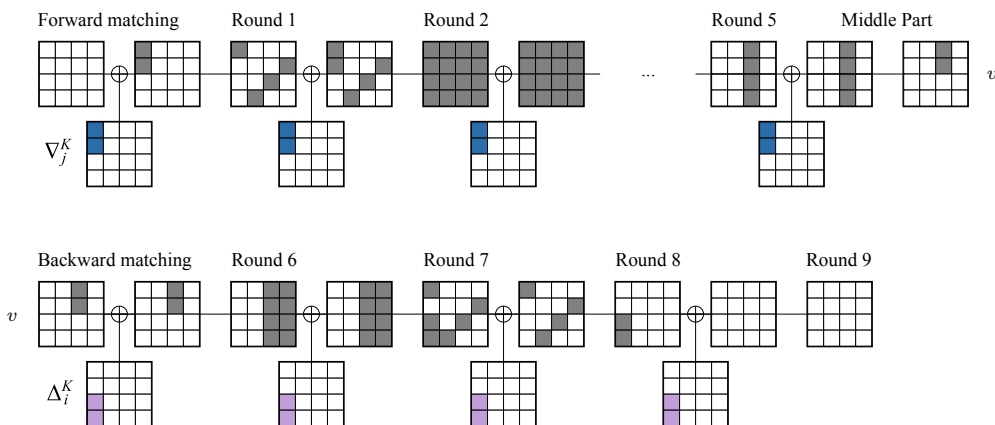 Forward matching Round 1 Round 2 Round 5 Middle Part
... v
∇_j^K
Backward matching Round 6 Round 7 Round 8 Round 9
v
Δ_i^K